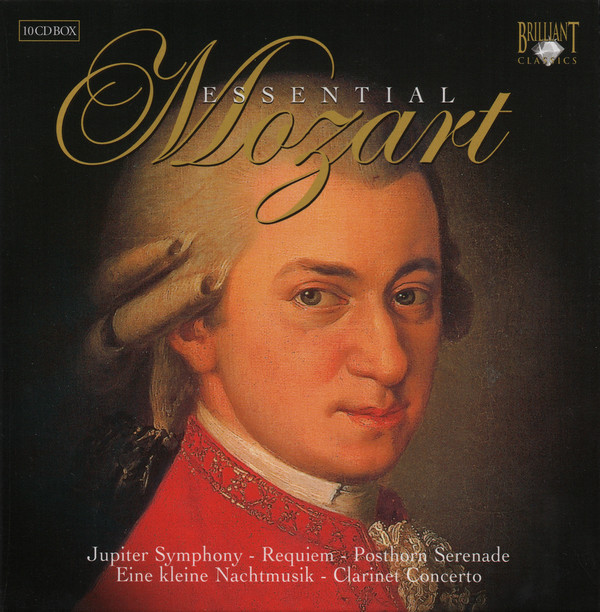 10 CD BOX
BRILLIANT
CLASSICS
ESSENTIAL
Mozart
Jupiter Symphony - Requiem - Posthorn Serenade
Eine kleine Nachtmusik - Clarinet Concerto